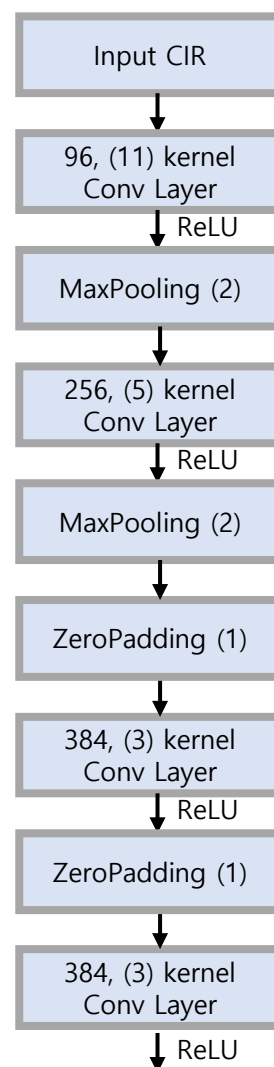 Input CIR
96, (11) kernel
Conv Layer
ReLU
MaxPooling (2)
256, (5) kernel
Conv Layer
ReLU
MaxPooling (2)
ZeroPadding (1)
384, (3) kernel
Conv Layer
ReLU
ZeroPadding (1)
384, (3) kernel
Conv Layer
ReLU